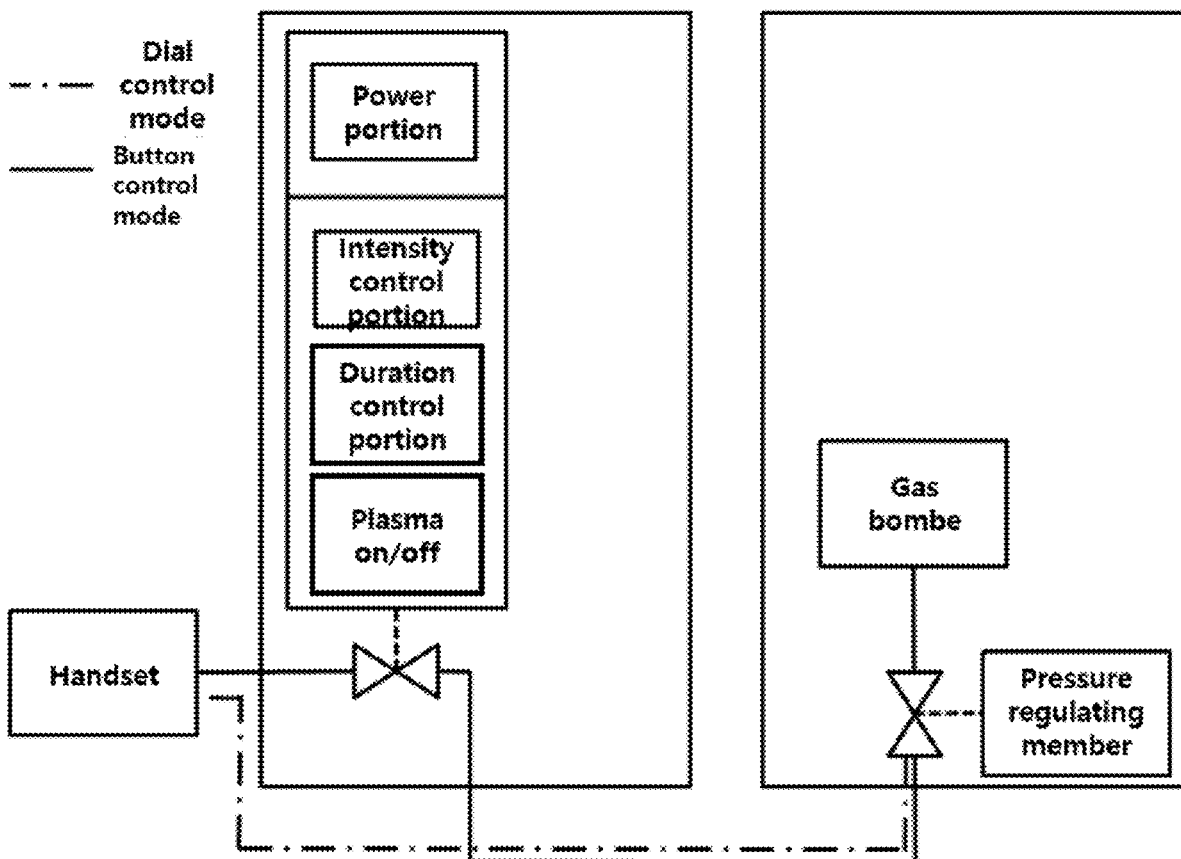 Dial
control
mode
Button
control
mode
Power
portion
Intensity
control
portion
Duration
control
portion
Plasma
on/off
Handset
Gas
bombe
Pressure
regulating
member